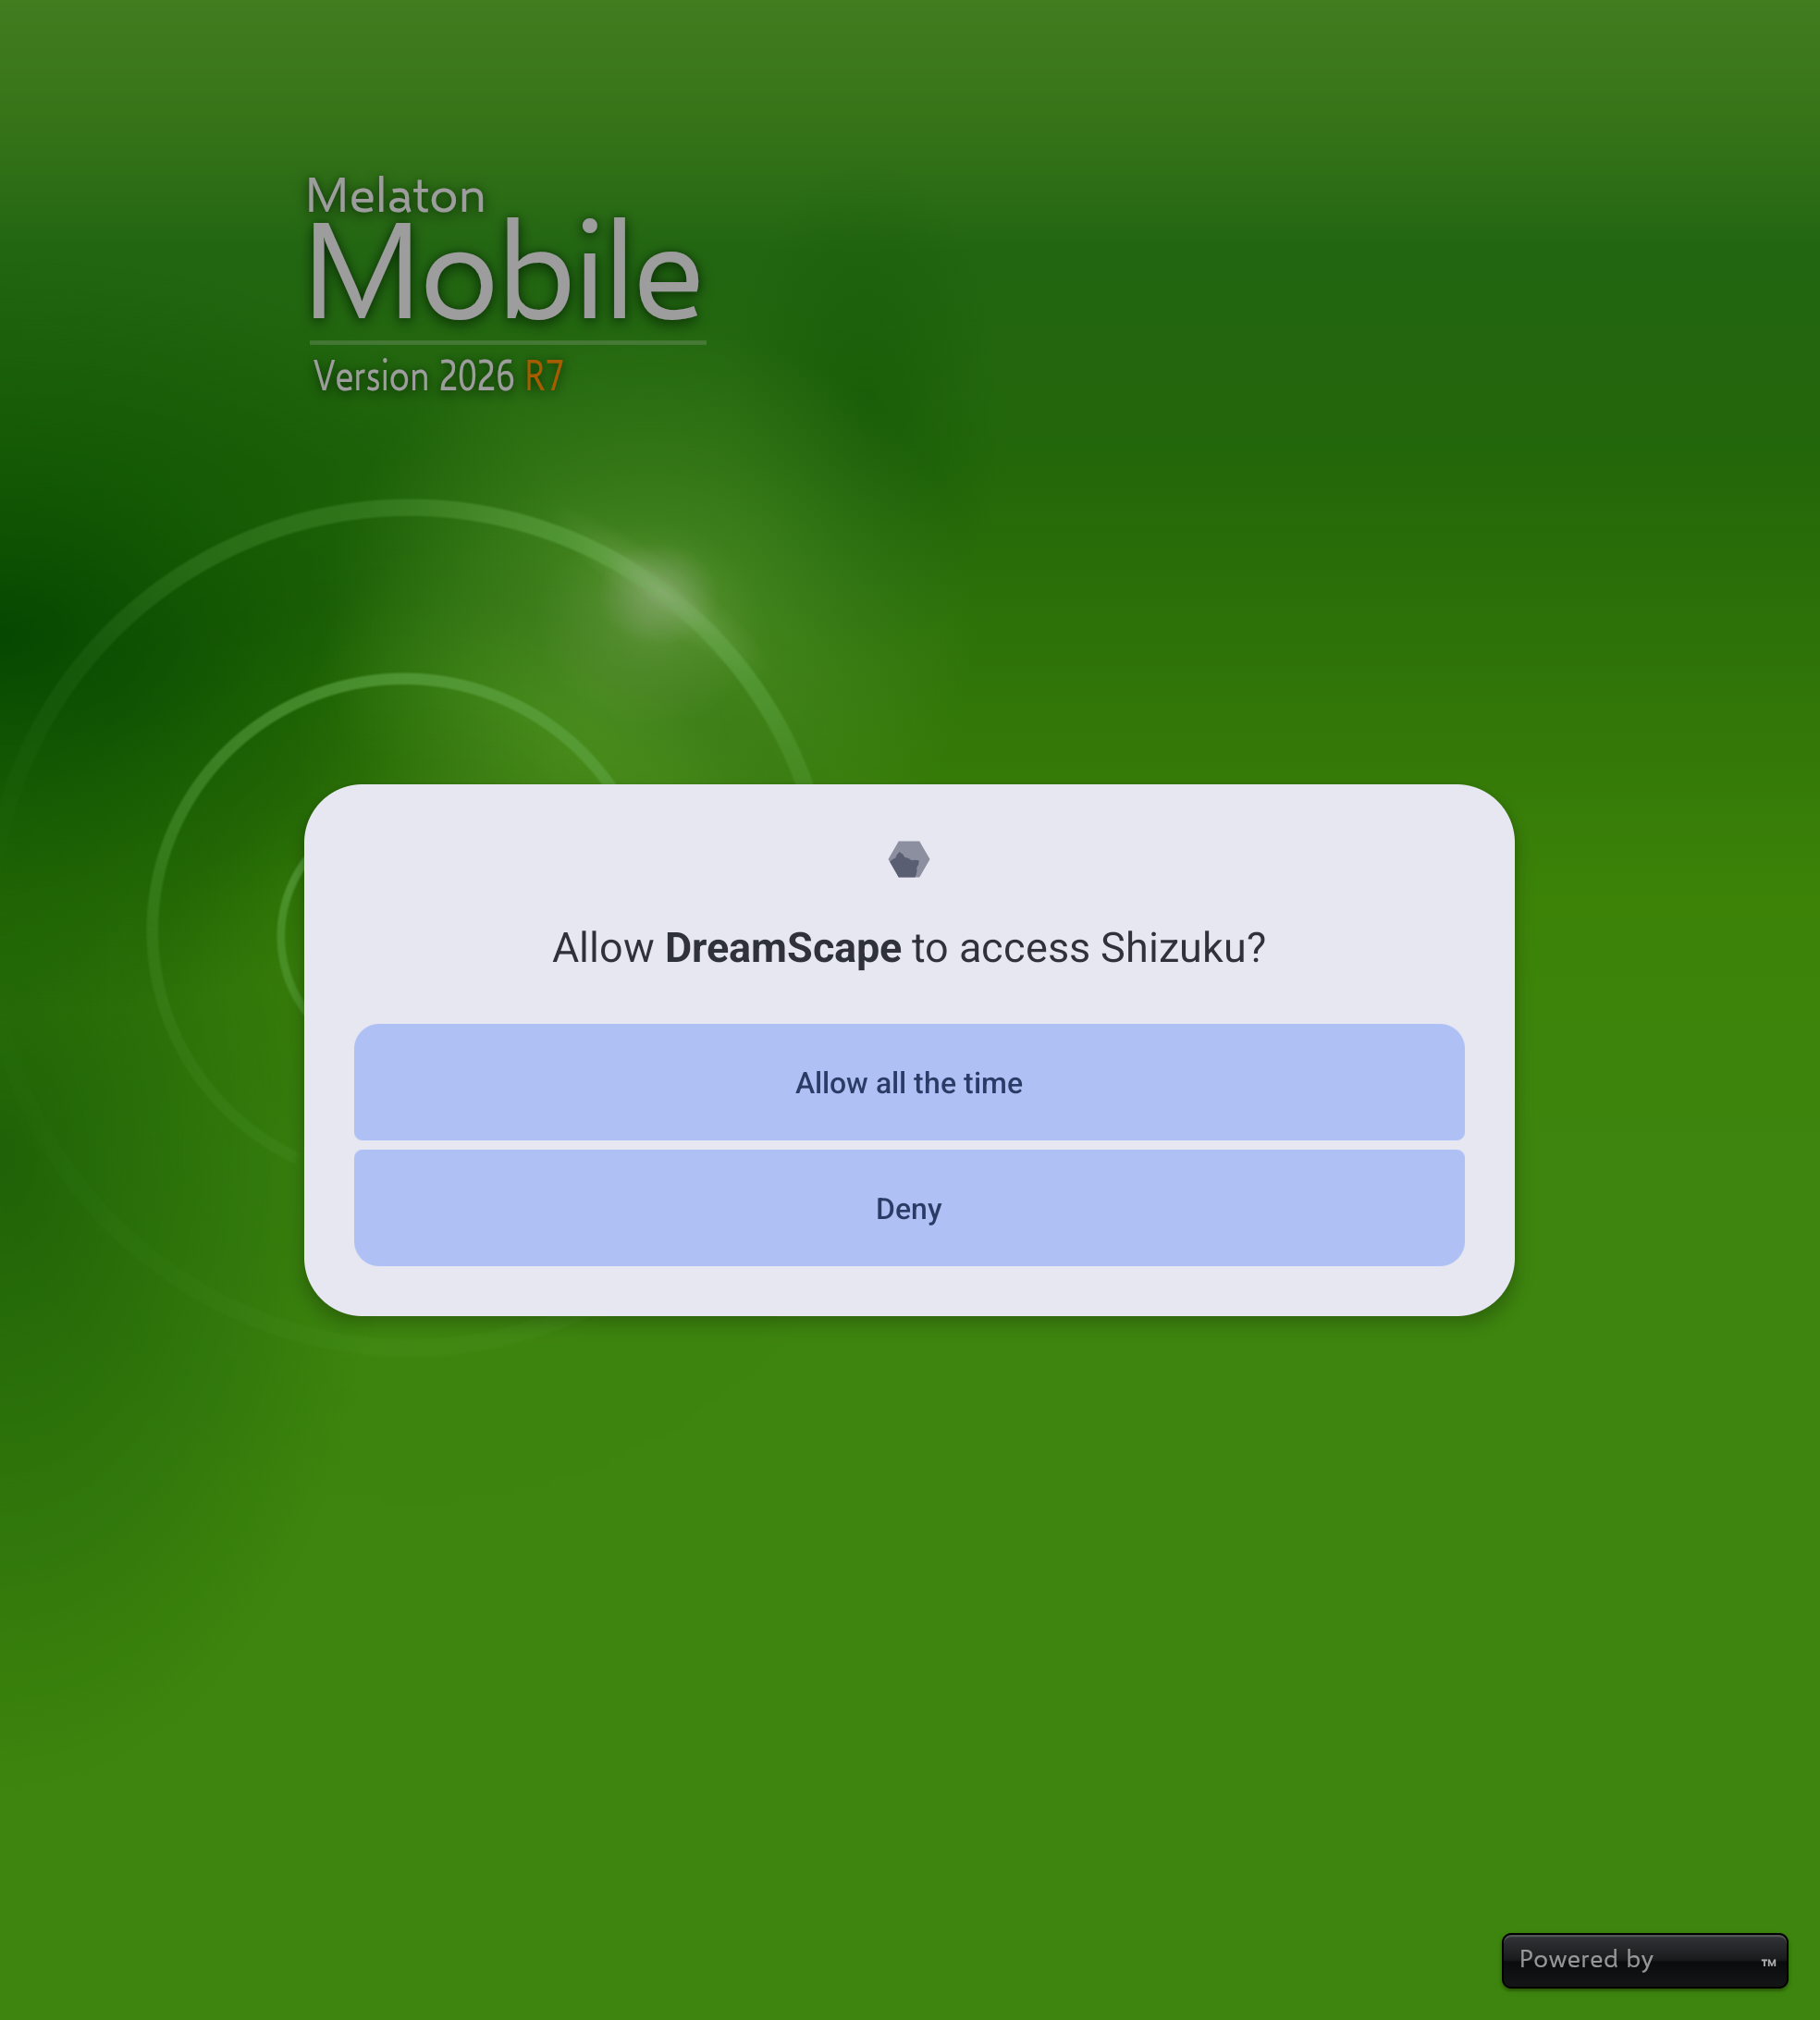 Melaton
Mobile
Version 2026 R7
Allow DreamScape to access Shizuku?
Allow all the time
Deny
Powered by ™